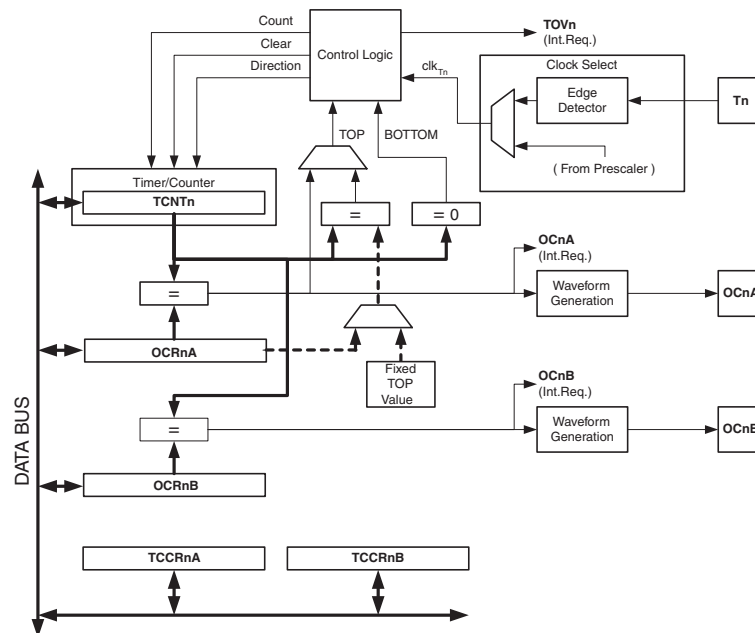 Count
Clear
Direction
Control Logic
TOVn
(Int.Req.)
clkTn
Clock Select
Edge
Detector
Tn
( From Prescaler )
TOP
BOTTOM
Timer/Counter
TCNTn
=
= 0
OCnA
(Int.Req.)
=
Waveform
Generation
OCnA
OCRnA
Fixed
TOP
Value
OCnB
(Int.Req.)
=
Waveform
Generation
OCnB
OCRnB
DATA BUS
TCCRnA
TCCRnB